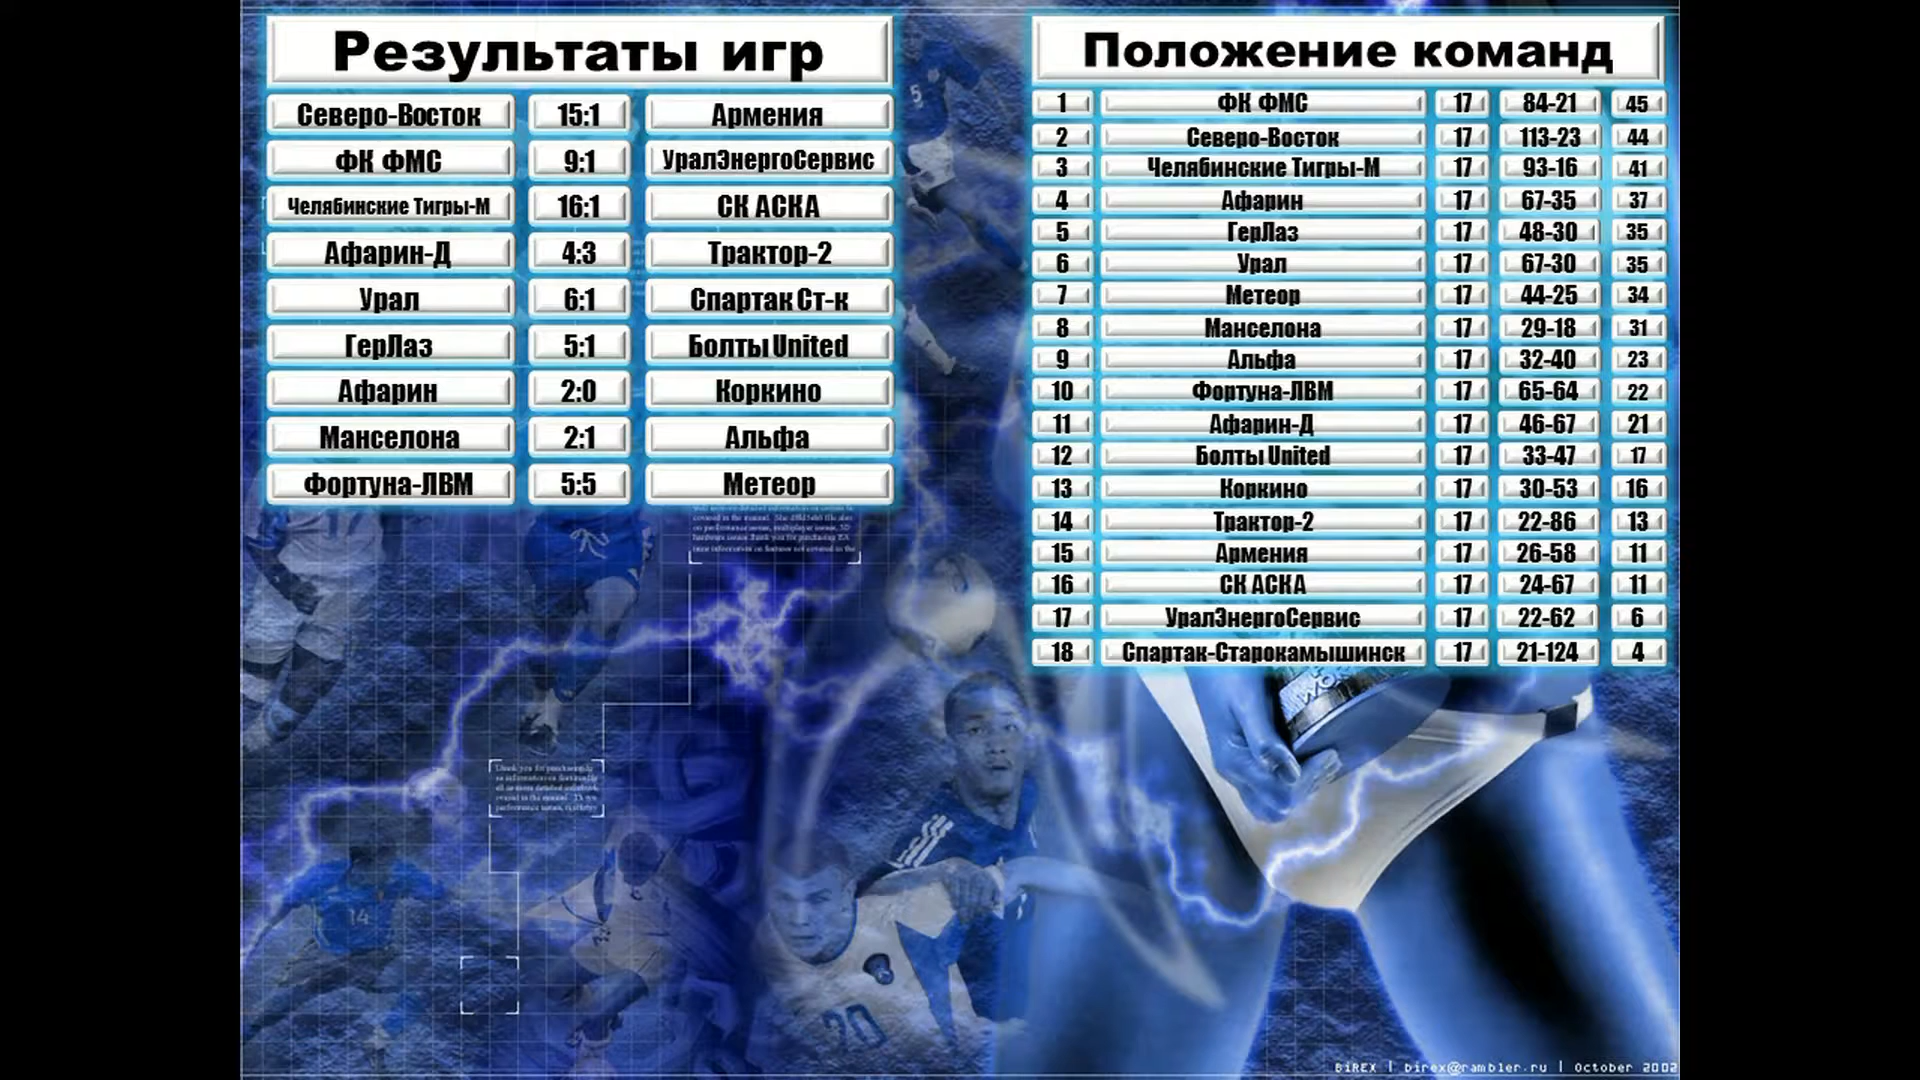 Результаты игр
Северо-Восток 15:1 Армения
ФК ФМС 9:1 УралЭнергоСервис
Челябинские Тигры-М 16:1 СК АСКА
Афарин-Д 4:3 Трактор-2
Урал 6:1 Спартак Ст-к
ГерЛаз 5:1 Болты United
Афарин 2:0 Коркино
Манселона 2:1 Альфа
Фортуна-ЛВМ 5:5 Метеор
Положение команд
1 ФК ФМС 17 84-21 45
2 Северо-Восток 17 113-23 44
3 Челябинские Тигры-М 17 93-16 41
4 Афарин 17 67-35 37
5 ГерЛаз 17 48-30 35
6 Урал 17 67-30 35
7 Метеор 17 44-25 34
8 Манселона 17 29-18 31
9 Альфа 17 32-40 23
10 Фортуна-ЛВМ 17 65-64 22
11 Афарин-Д 17 46-67 21
12 Болты United 17 33-47 17
13 Коркино 17 30-53 16
14 Трактор-2 17 22-86 13
15 Армения 17 26-58 11
16 СК АСКА 17 24-67 11
17 УралЭнергоСервис 17 22-62 6
18 Спартак-Старокамышинск 17 21-124 4
5
14
20
BiREX | birex@rambler.ru | October 2002